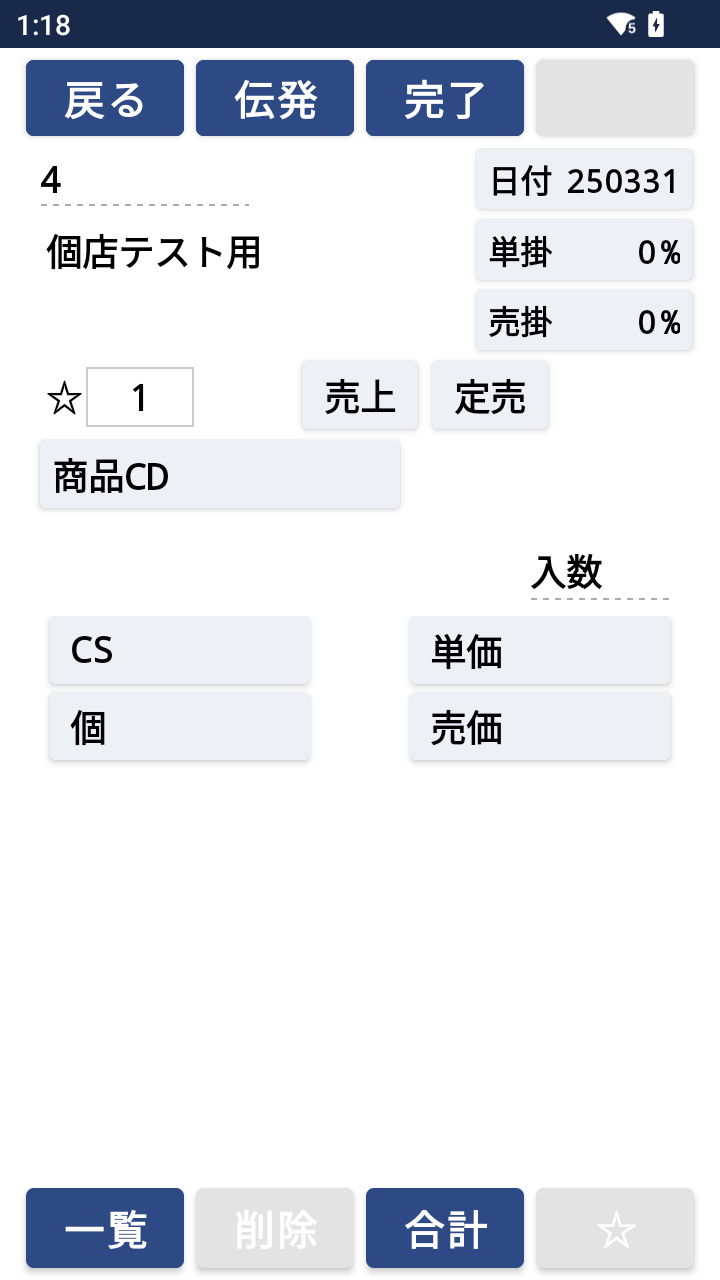 1:18
戻る 伝発 完了
4 日付 250331
個店テスト用 単掛 0%
売掛 0%
☆ 1 売上 定売
商品CD
入数
CS 単価
個 売価
一覧 削除 合計 ☆